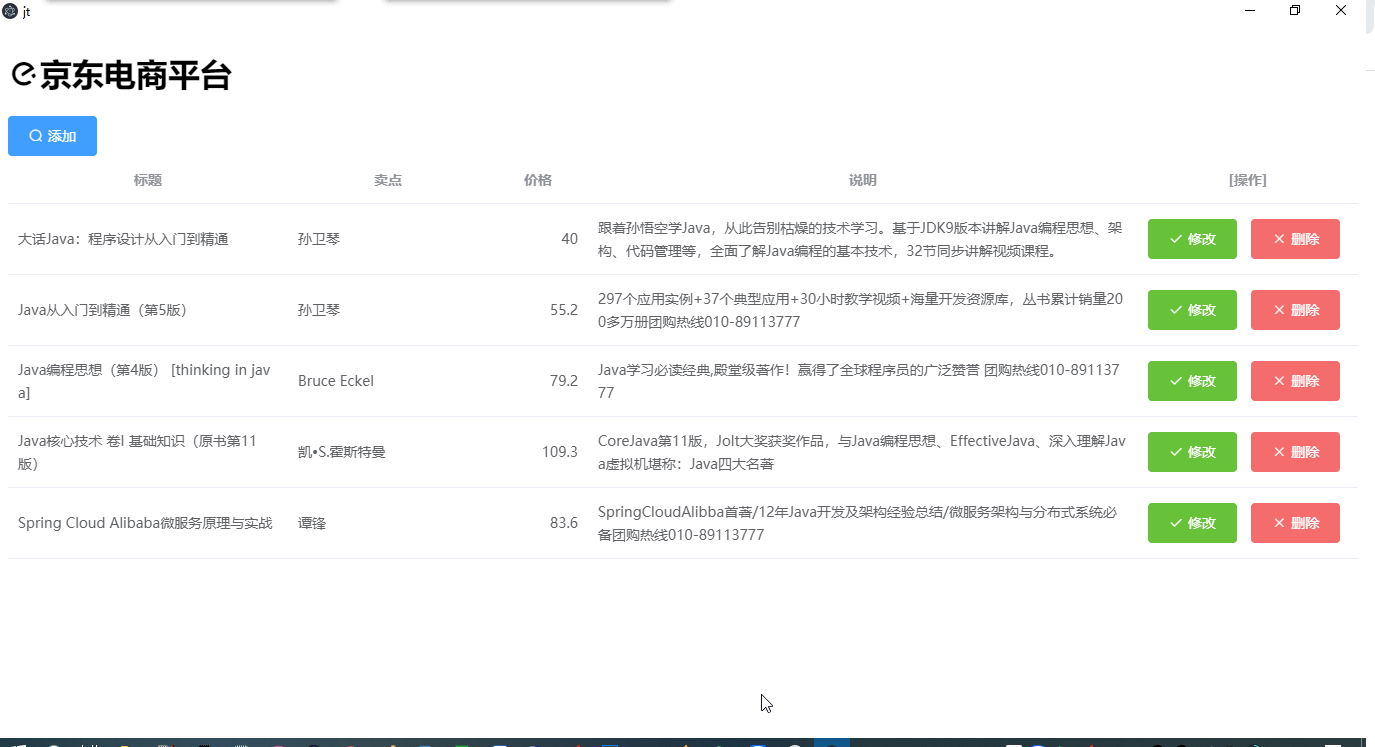 jt
京东电商平台
添加
标题 卖点 价格 说明 [操作]
大话Java：程序设计从入门到精通 孙卫琴 40 跟着孙悟空学Java，从此告别枯燥的技术学习。基于JDK9版本讲解Java编程思想、架
构、代码管理等，全面了解Java编程的基本技术，32节同步讲解视频课程。
修改 删除
Java从入门到精通（第5版） 孙卫琴 55.2 297个应用实例+37个典型应用+30小时教学视频+海量开发资源库，丛书累计销量20
0多万册团购热线010-89113777
修改 删除
Java编程思想（第4版） [thinking in jav
a]
Bruce Eckel 79.2 Java学习必读经典,殿堂级著作！赢得了全球程序员的广泛赞誉 团购热线010-891137
77
修改 删除
Java核心技术 卷I 基础知识（原书第11
版）
凯•S.霍斯特曼 109.3 CoreJava第11版，Jolt大奖获奖作品，与Java编程思想、EffectiveJava、深入理解Jav
a虚拟机堪称：Java四大名著
修改 删除
Spring Cloud Alibaba微服务原理与实战 谭锋 83.6 SpringCloudAlibba首著/12年Java开发及架构经验总结/微服务架构与分布式系统必
备团购热线010-89113777
修改 删除